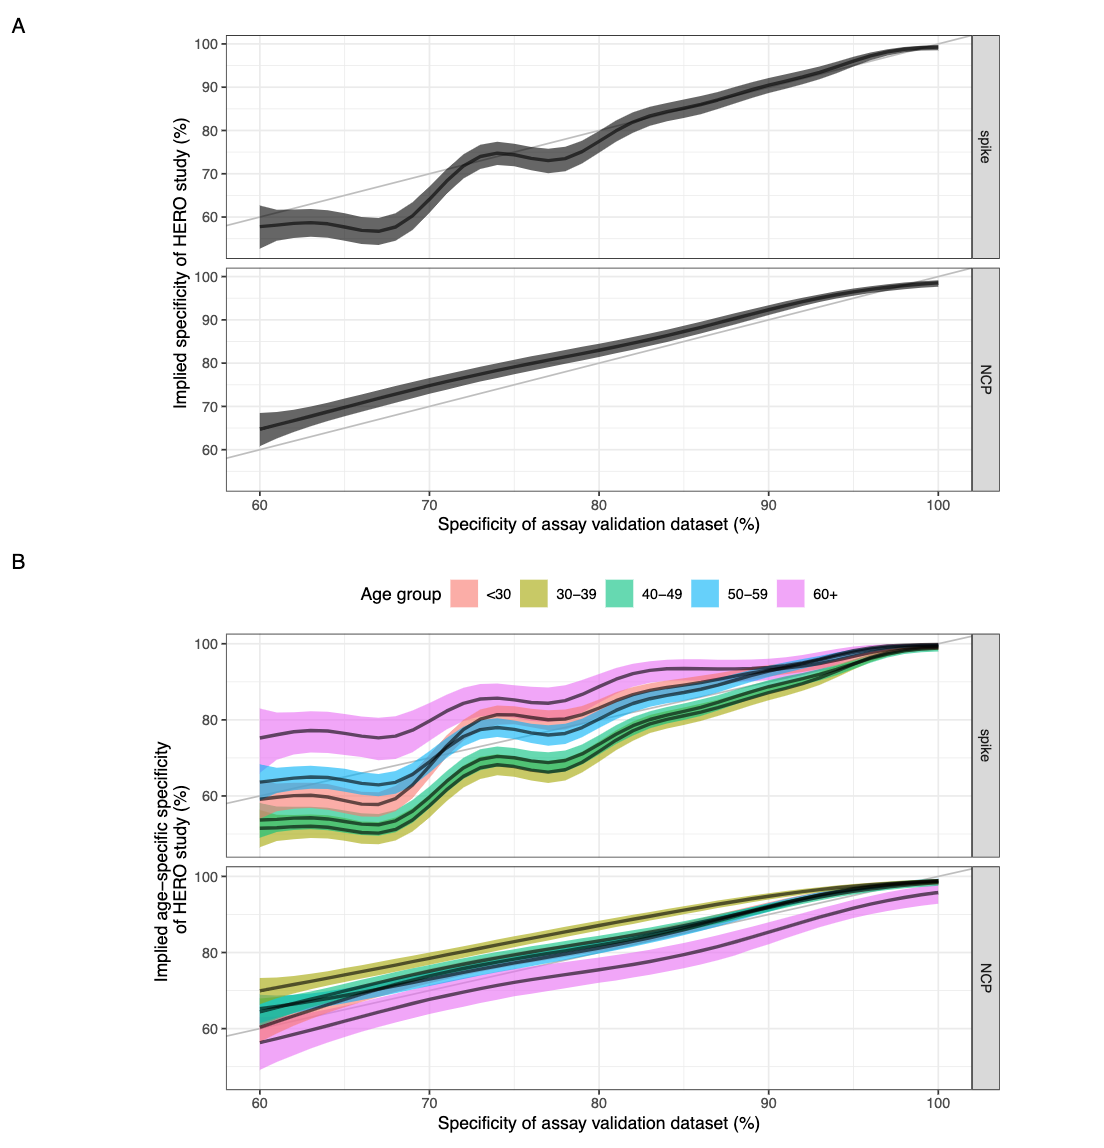 A
Implied specificity of HERO study (%)
100
90
80
70
60
spike
100
90
80
70
60
NCP
60 70 80 90 100
Specificity of assay validation dataset (%)
B
Age group <30 30−39 40−49 50−59 60+
Implied age−specific specificity
of HERO study (%)
100
80
60
spike
100
80
60
NCP
60 70 80 90 100
Specificity of assay validation dataset (%)